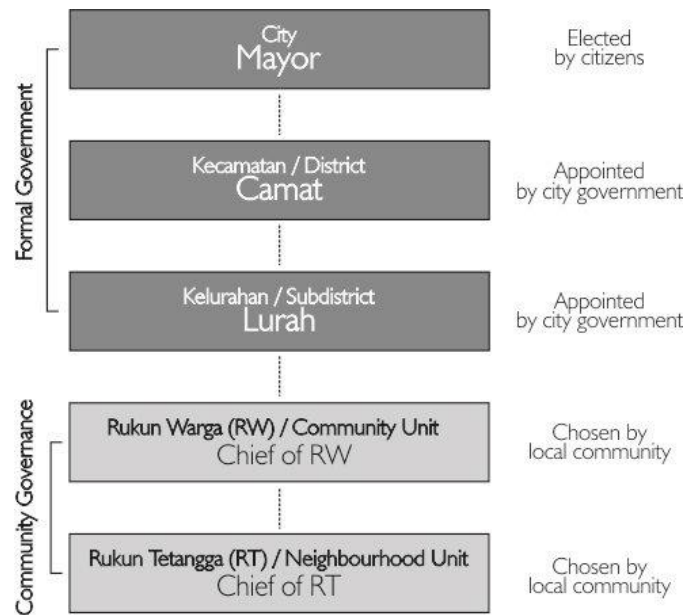 Formal Government
City
Mayor
Elected
by citizens
Kecamatan / District
Camat
Appointed
by city government
Kelurahan / Subdistrict
Lurah
Appointed
by city government
Community Governance
Rukun Warga (RW) / Community Unit
Chief of RW
Chosen by
local community
Rukun Tetangga (RT) / Neighbourhood Unit
Chief of RT
Chosen by
local community